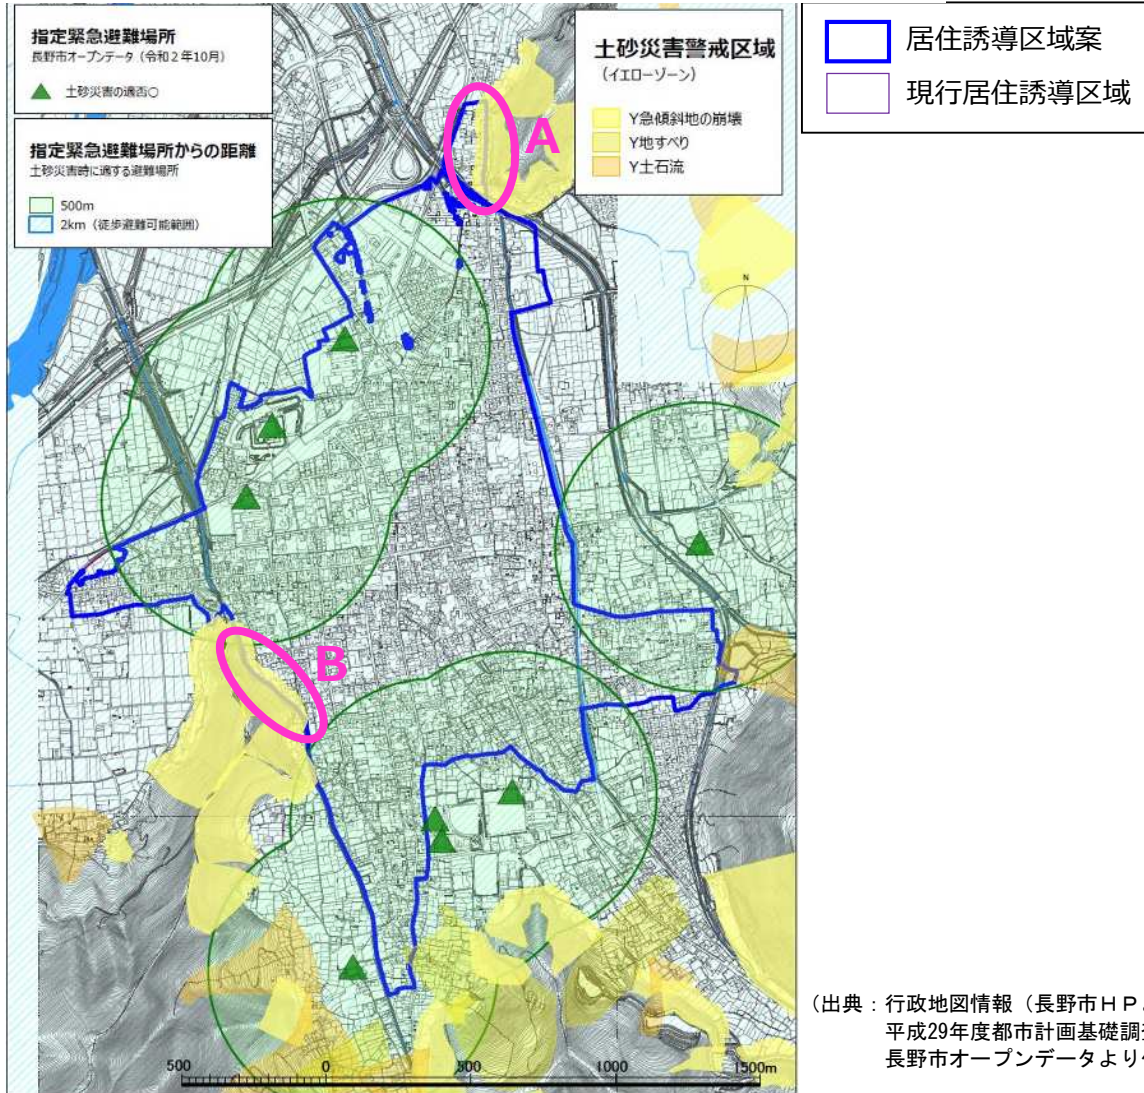 指定緊急避難場所
長野市オープンデータ（令和２年10月）
土砂災害の適否○
指定緊急避難場所からの距離
土砂災害時に適する避難場所
500m
2km（徒歩避難可能範囲）
土砂災害警戒区域
（イエローゾーン）
Y急傾斜地の崩壊
Y地すべり
Y土石流
居住誘導区域案
現行居住誘導区域
A
N
B
500 0 500 1000 1500m
（出典：行政地図情報（長野市ＨＰ
平成29年度都市計画基礎調
長野市オープンデータより